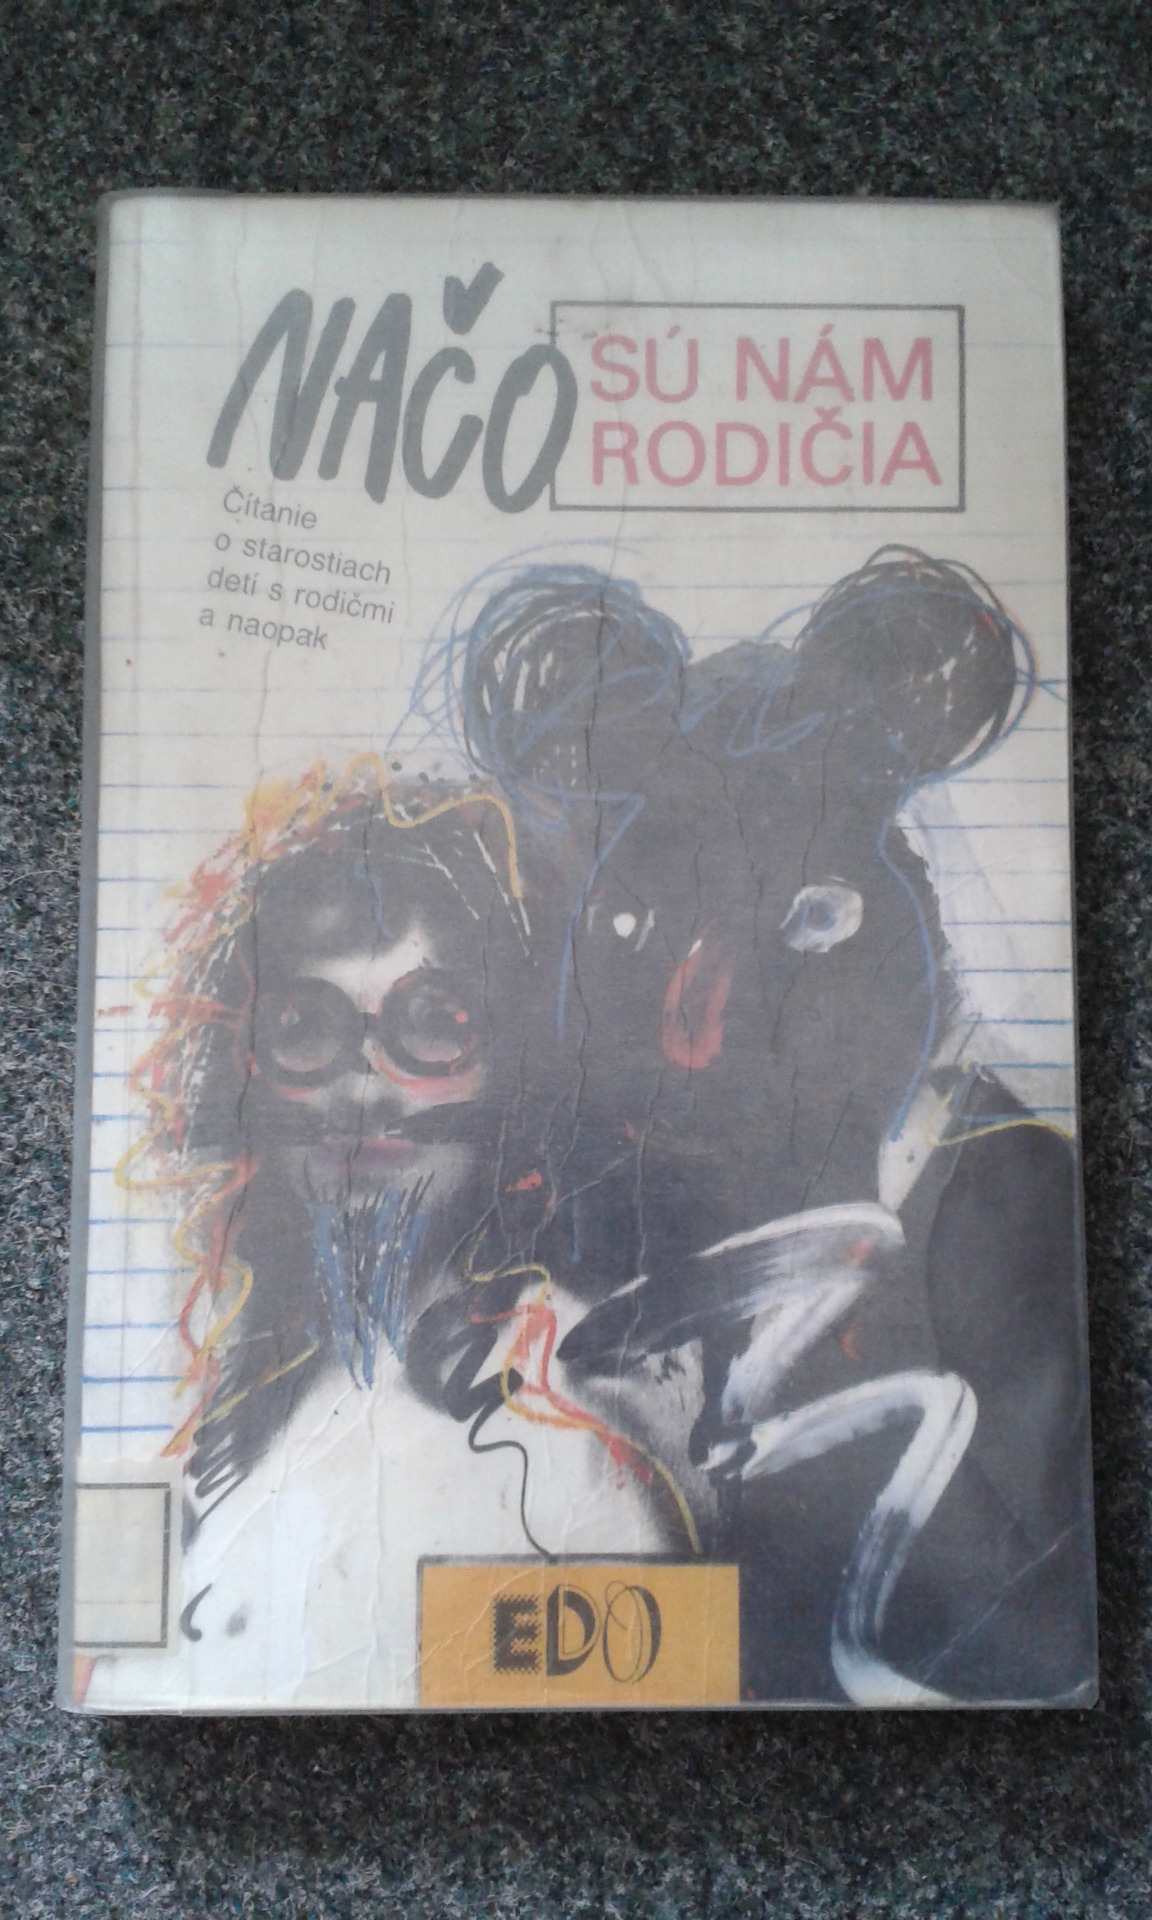 NAČO
SÚ NÁM
RODIČIA
Čítanie
o starostiach
detí s rodičmi
a naopak
EDO